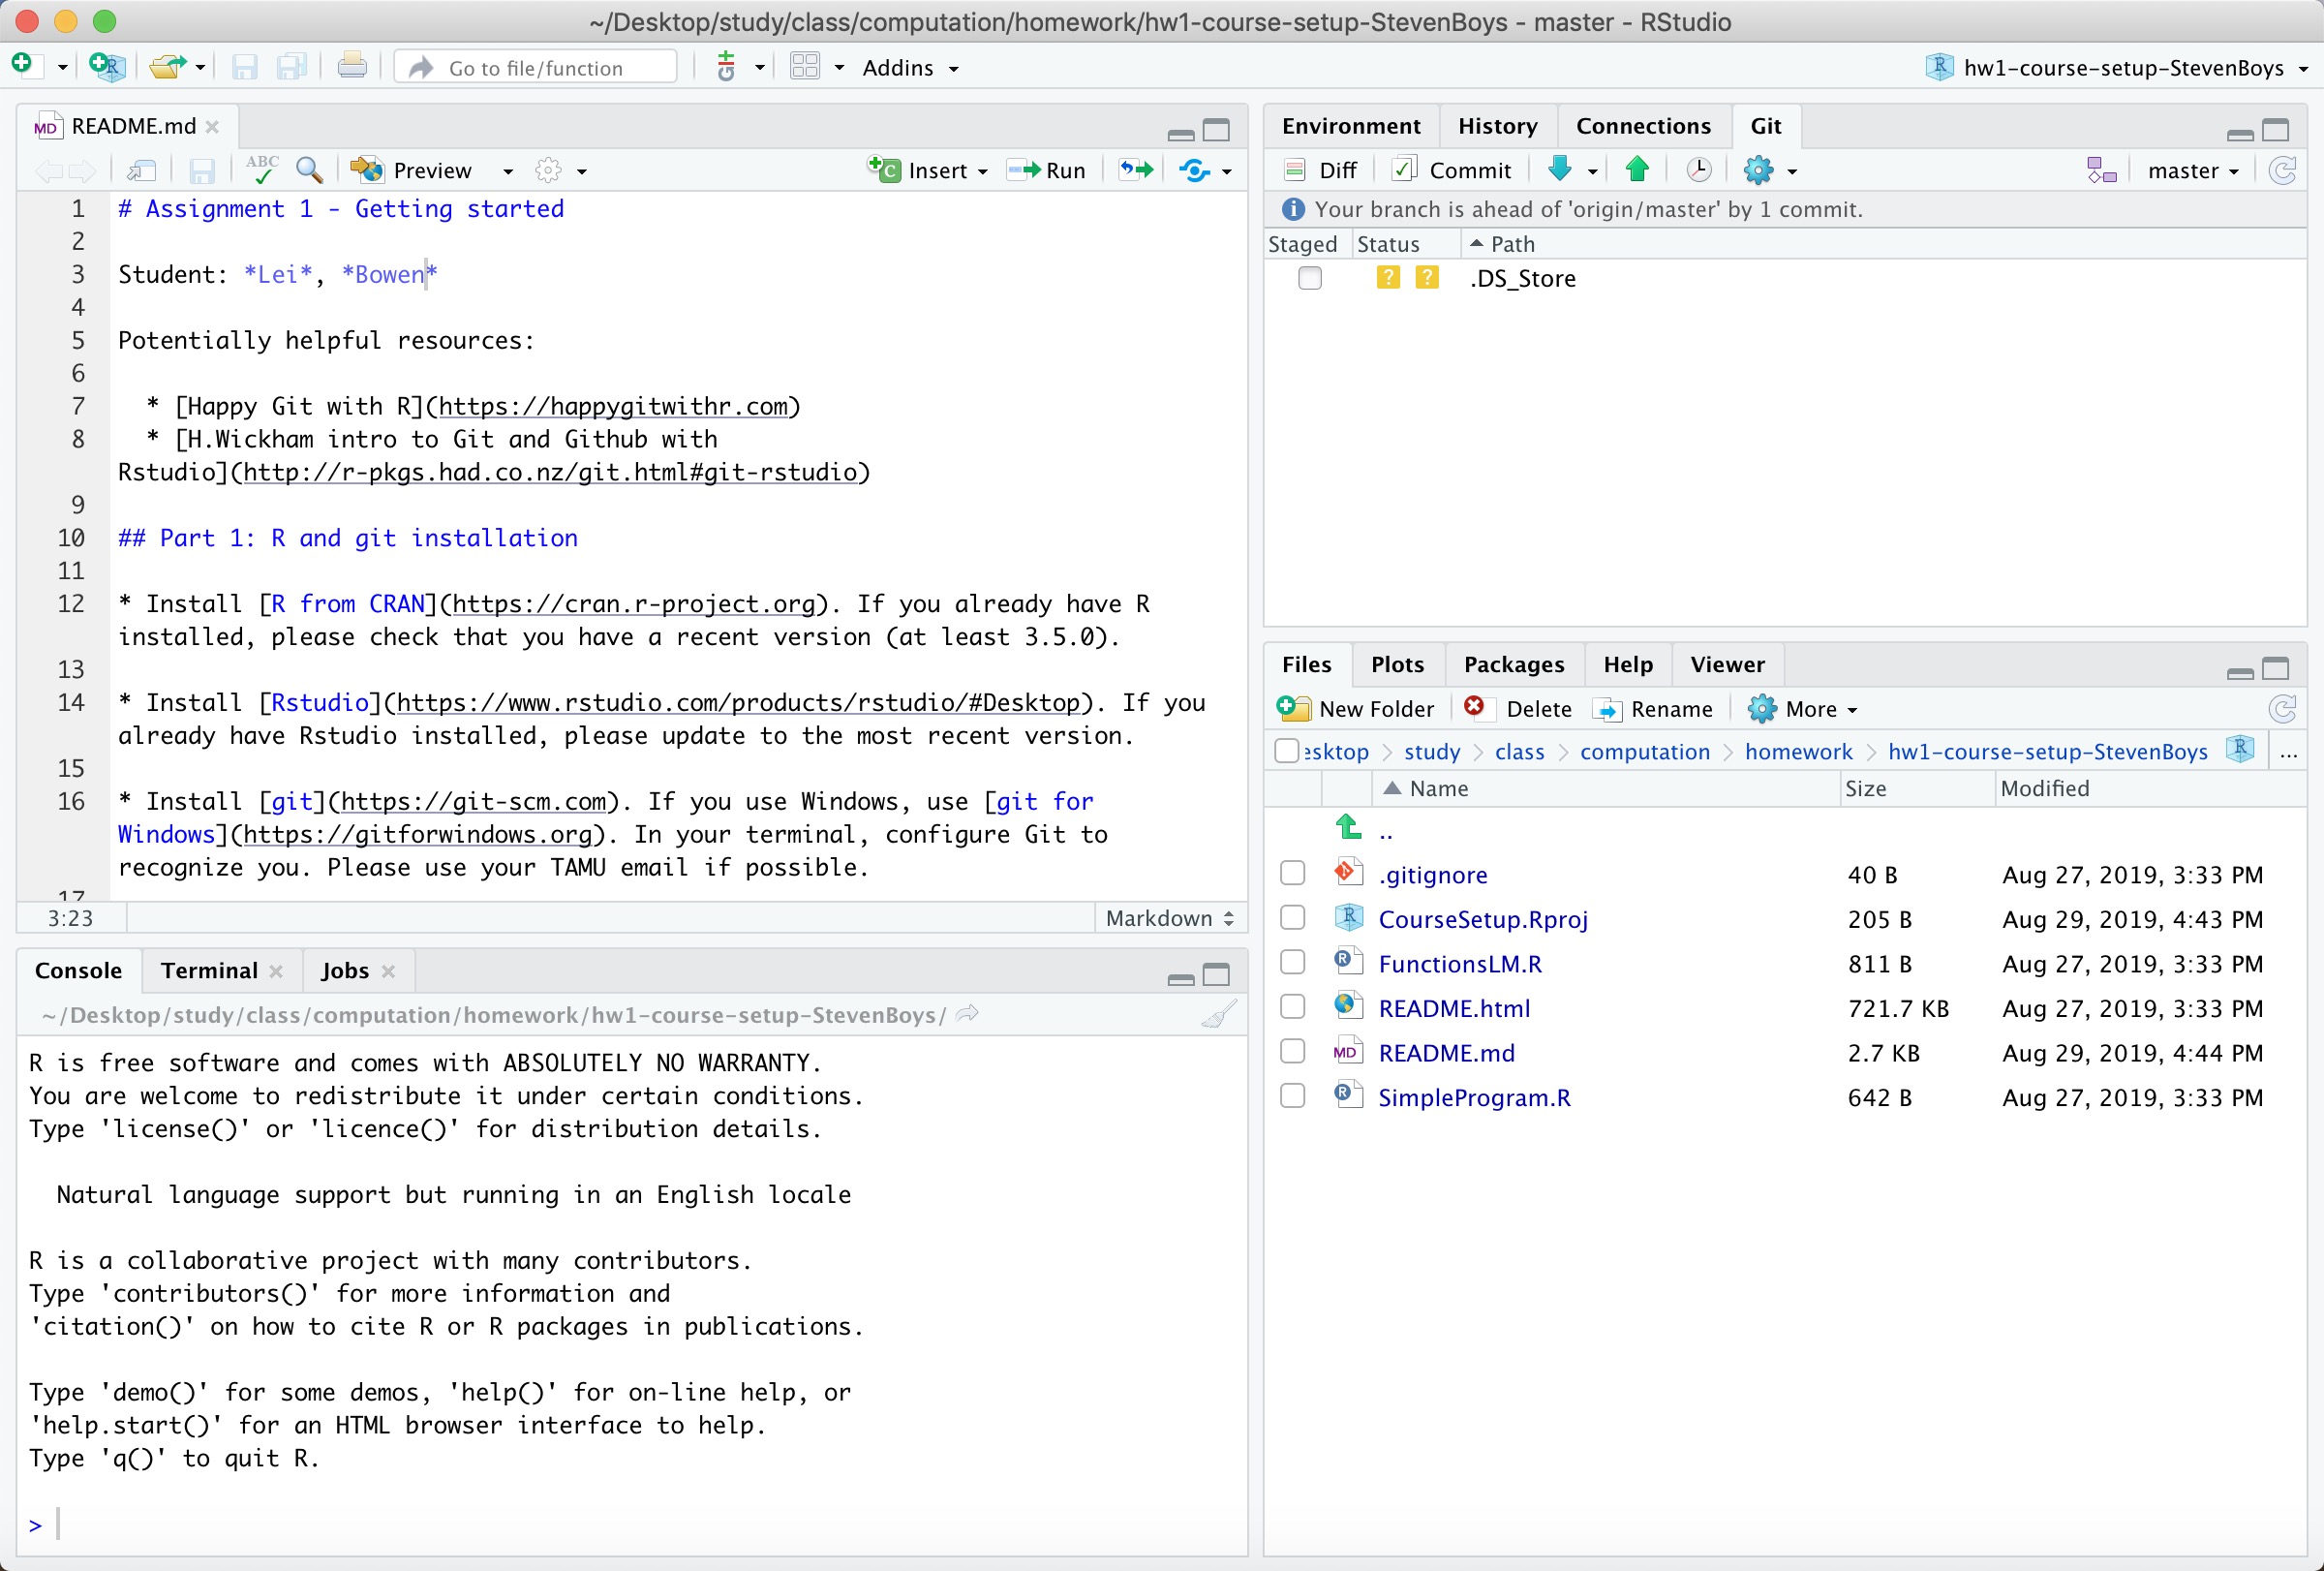 ~/Desktop/study/class/computation/homework/hw1-course-setup-StevenBoys - master - RStudio
Go to file/function
Addins
hw1-course-setup-StevenBoys
MD README.md
ABC Preview Insert Run
1 # Assignment 1 - Getting started
2
3 Student: *Lei*, *Bowen*
4
5 Potentially helpful resources:
6
7 * [Happy Git with R](https://happygitwithr.com)
8 * [H.Wickham intro to Git and Github with
Rstudio](http://r-pkgs.had.co.nz/git.html#git-rstudio)
9
10 ## Part 1: R and git installation
11
12 * Install [R from CRAN](https://cran.r-project.org). If you already have R
installed, please check that you have a recent version (at least 3.5.0).
13
14 * Install [Rstudio](https://www.rstudio.com/products/rstudio/#Desktop). If you
already have Rstudio installed, please update to the most recent version.
15
16 * Install [git](https://git-scm.com). If you use Windows, use [git for
Windows](https://gitforwindows.org). In your terminal, configure Git to
recognize you. Please use your TAMU email if possible.
17
3:23 Markdown
Console Terminal Jobs
~/Desktop/study/class/computation/homework/hw1-course-setup-StevenBoys/
R is free software and comes with ABSOLUTELY NO WARRANTY.
You are welcome to redistribute it under certain conditions.
Type 'license()' or 'licence()' for distribution details.
Natural language support but running in an English locale
R is a collaborative project with many contributors.
Type 'contributors()' for more information and
'citation()' on how to cite R or R packages in publications.
Type 'demo()' for some demos, 'help()' for on-line help, or
'help.start()' for an HTML browser interface to help.
Type 'q()' to quit R.
>
Environment History Connections Git
Diff Commit master
Your branch is ahead of 'origin/master' by 1 commit.
Staged Status Path
? ? .DS_Store
Files Plots Packages Help Viewer
New Folder Delete Rename More
esktop > study > class > computation > homework > hw1-course-setup-StevenBoys R ...
Name Size Modified
..
.gitignore 40 B Aug 27, 2019, 3:33 PM
CourseSetup.Rproj 205 B Aug 29, 2019, 4:43 PM
FunctionsLM.R 811 B Aug 27, 2019, 3:33 PM
README.html 721.7 KB Aug 27, 2019, 3:33 PM
MD README.md 2.7 KB Aug 29, 2019, 4:44 PM
SimpleProgram.R 642 B Aug 27, 2019, 3:33 PM